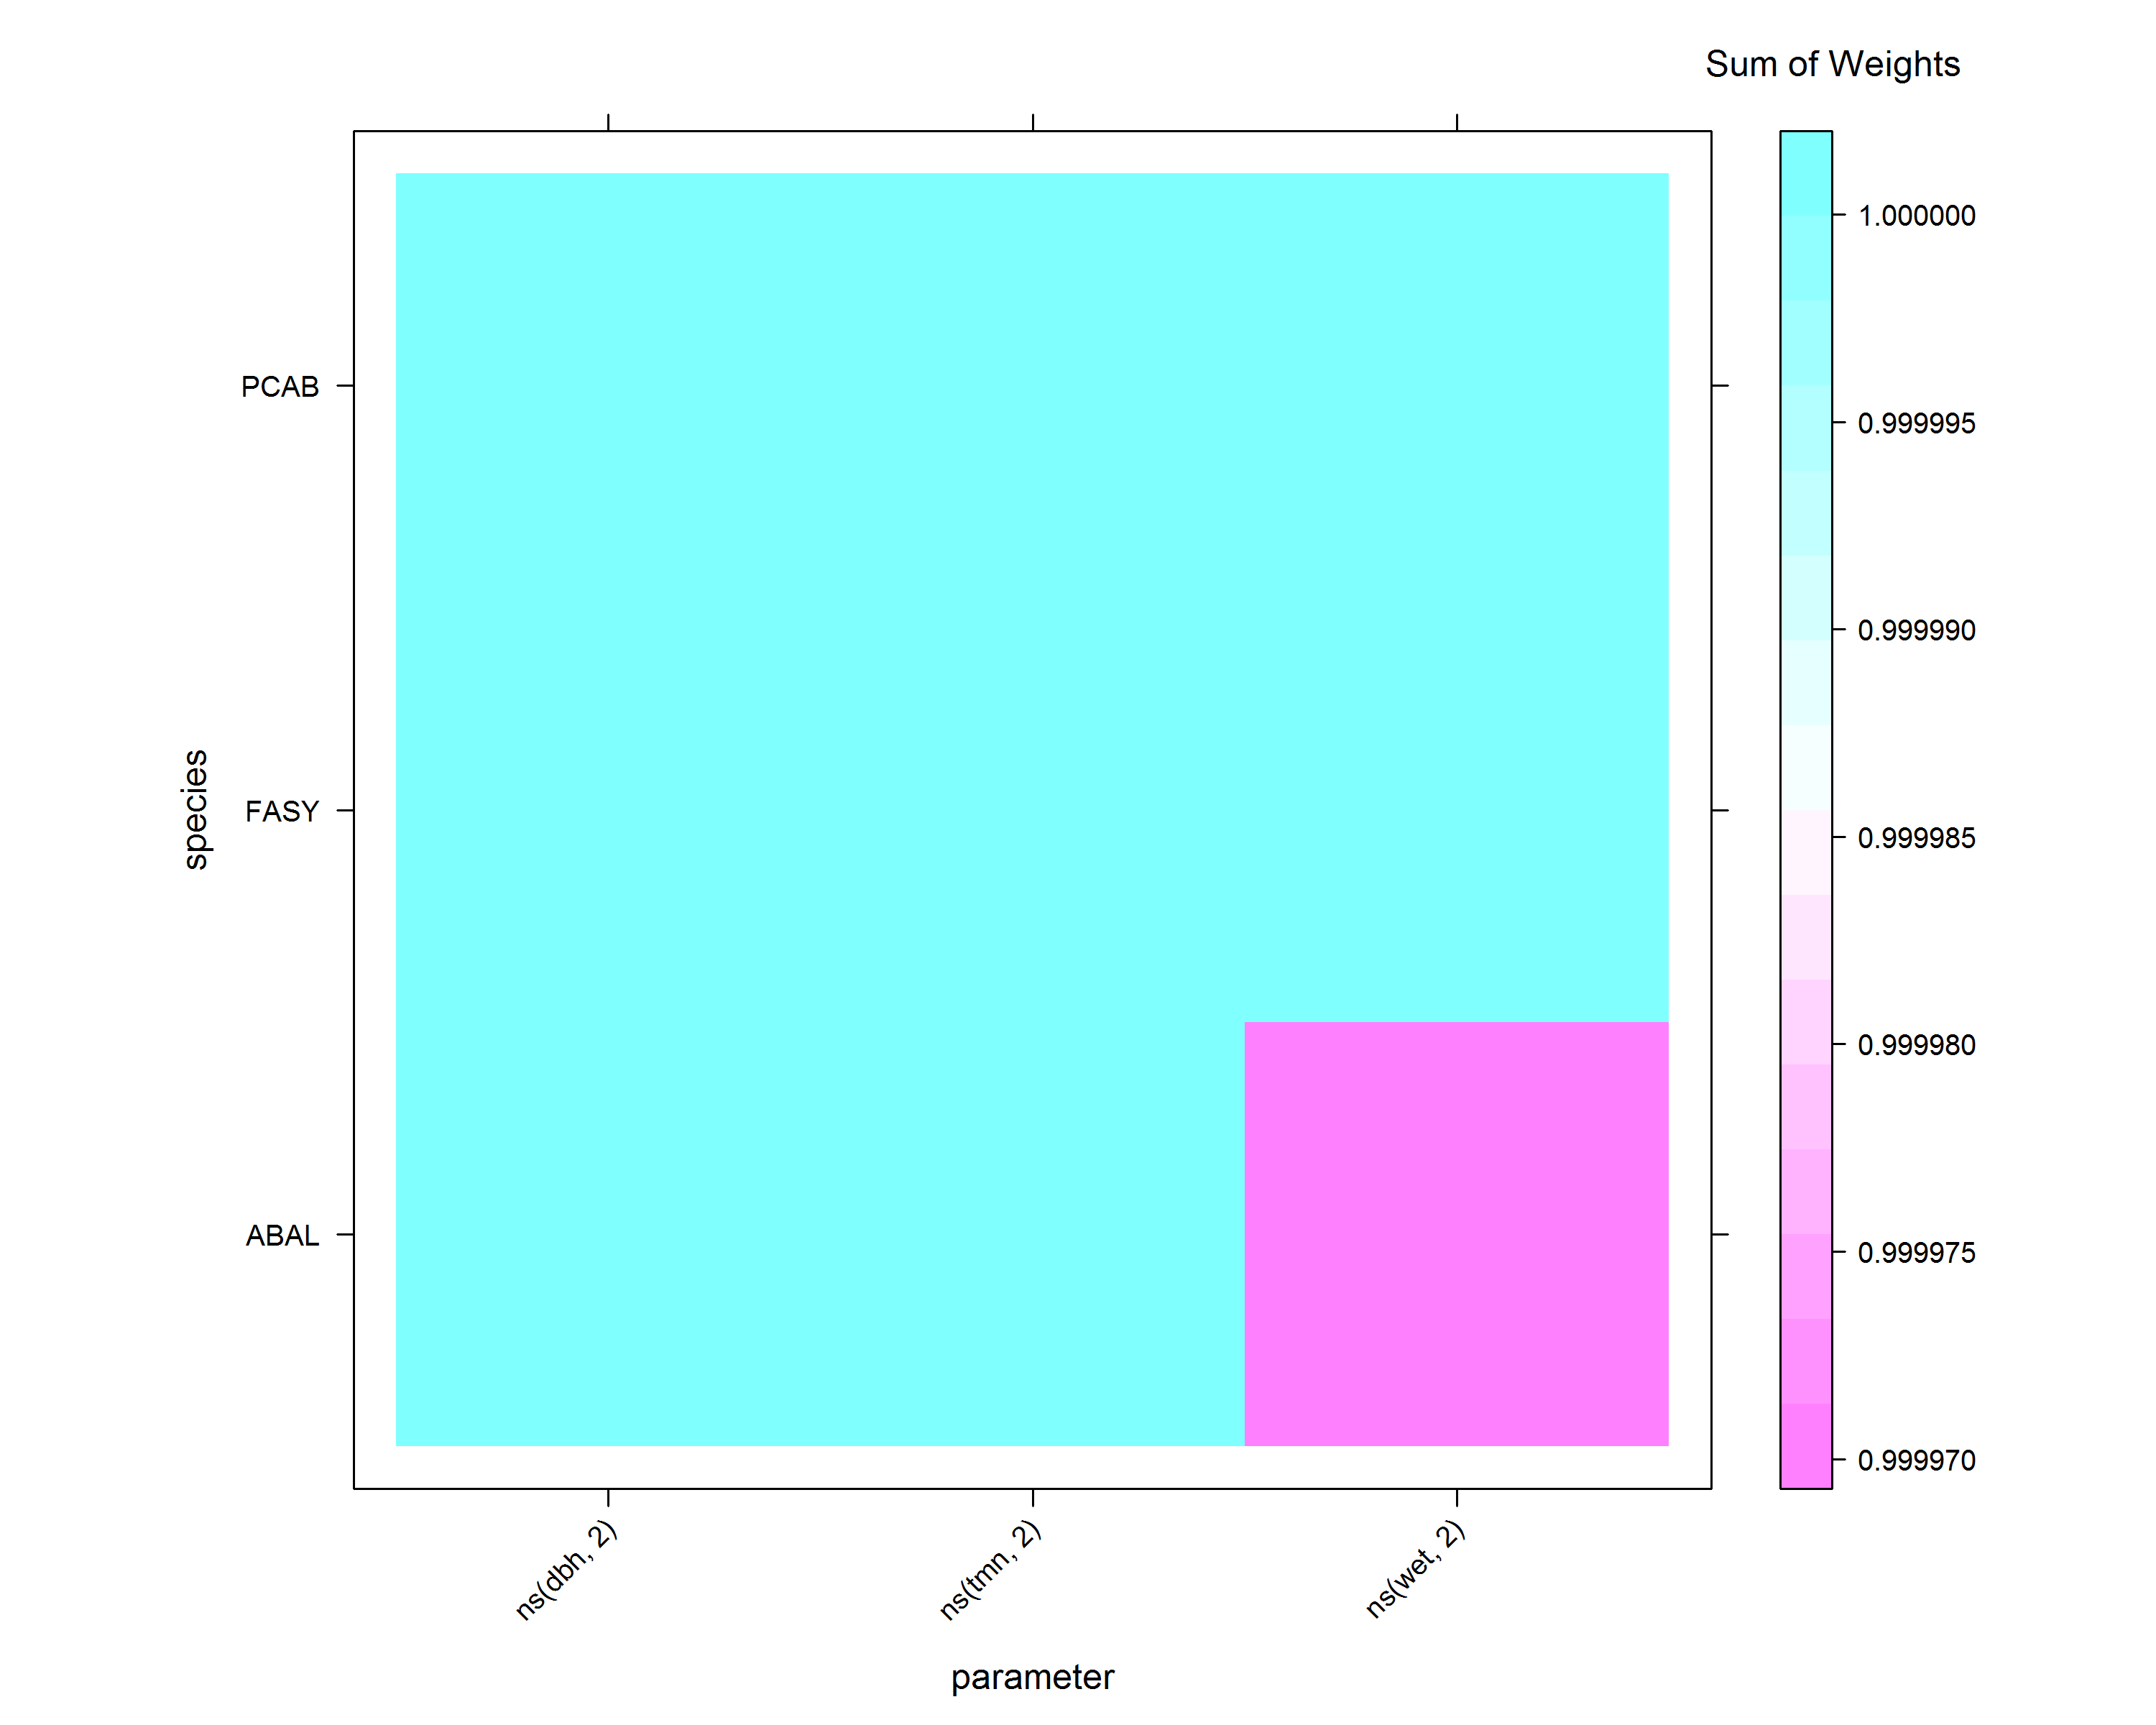 Sum of Weights
1.000000
0.999995
0.999990
0.999985
0.999980
0.999975
0.999970
species
PCAB
FASY
ABAL
ns(dbh, 2)
ns(tmn, 2)
ns(wet, 2)
parameter